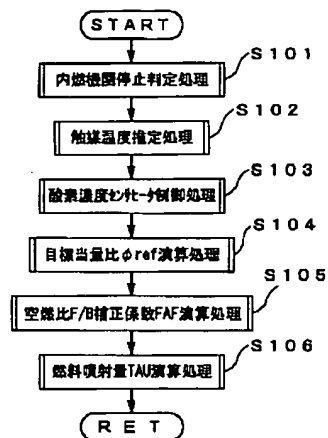 START
S101
内燃機関停止判定処理
S102
触媒温度推定処理
S103
酸素濃度センサヒータ制御処理
S104
目標当量比φref演算処理
S105
空燃比F/B補正係数FAF演算処理
S106
燃料噴射量TAU演算処理
RET